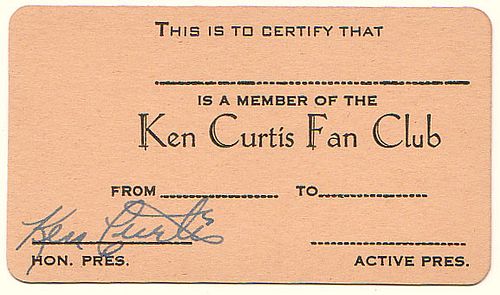 THIS IS TO CERTIFY THAT
IS A MEMBER OF THE
Ken Curtis Fan Club
FROM TO
Ken Curtis
HON. PRES. ACTIVE PRES.